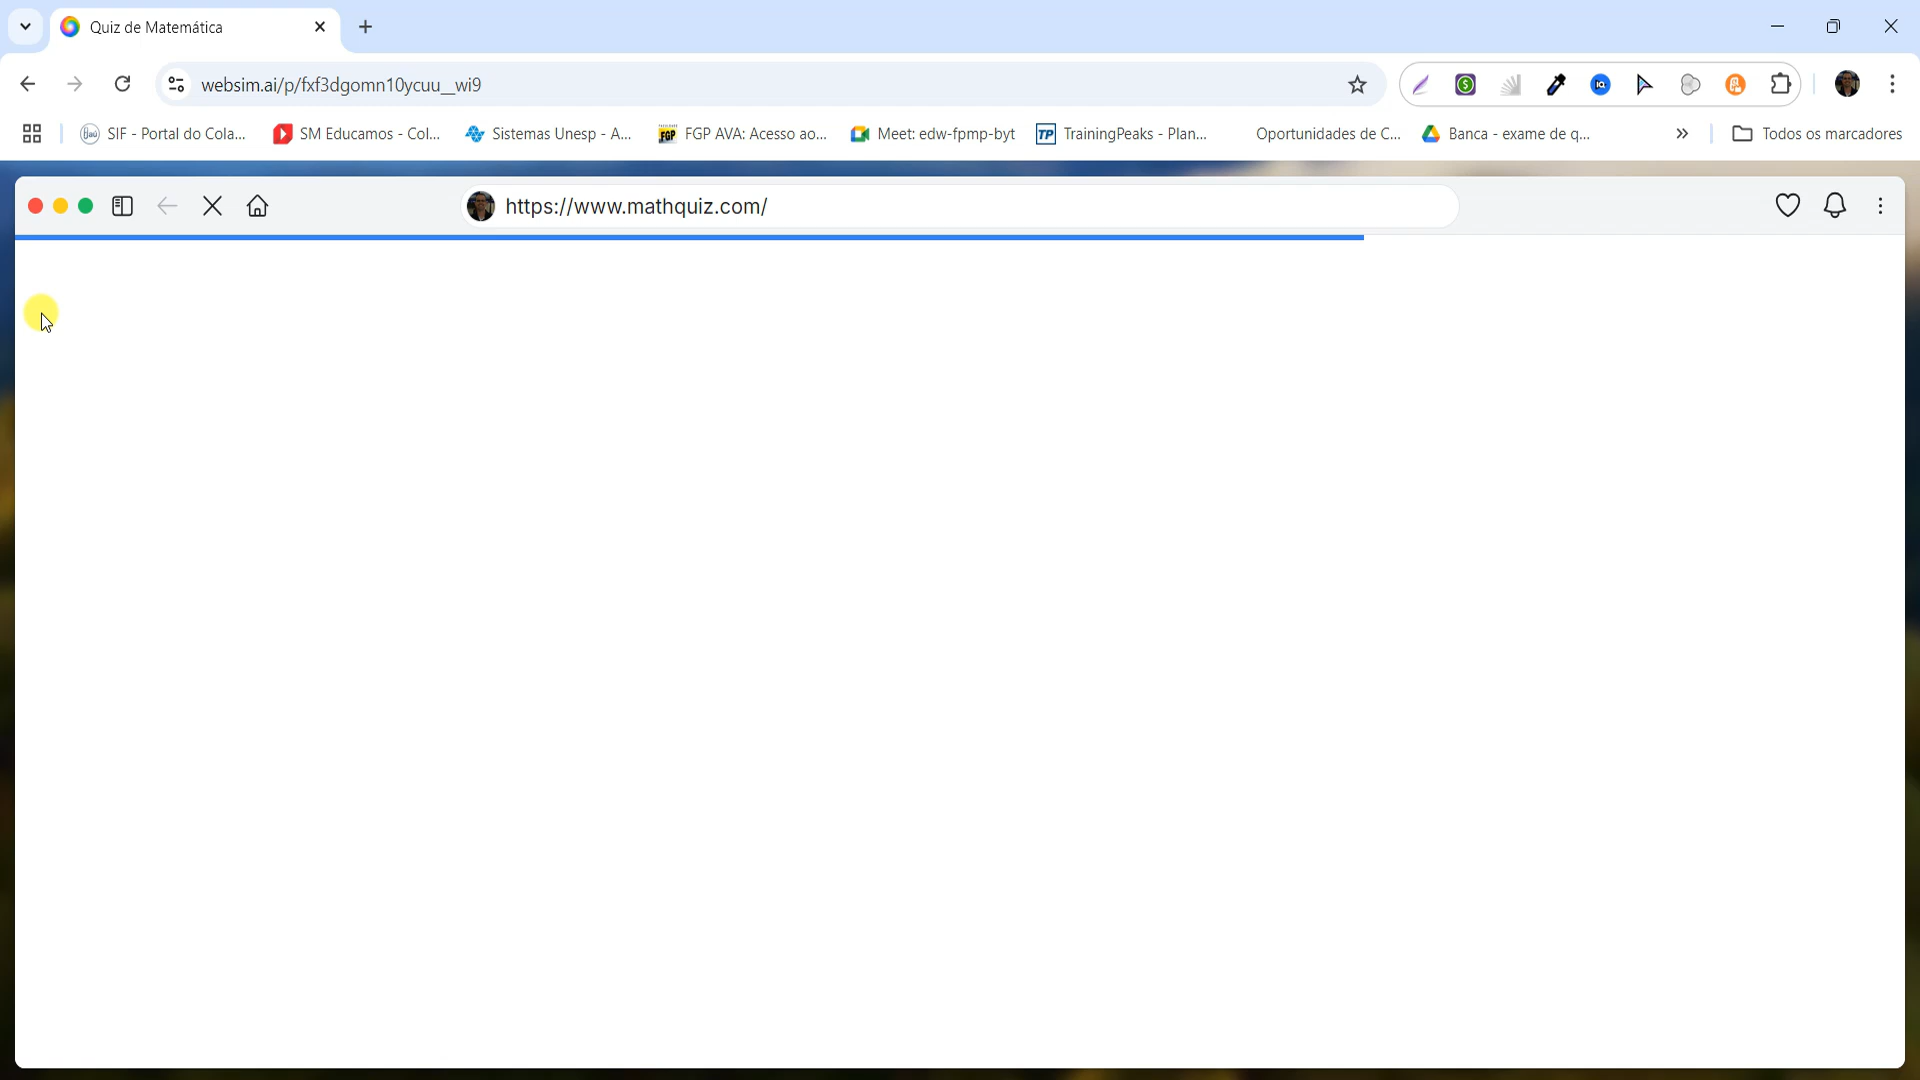 Quiz de Matemática
websim.ai/p/fxf3dgomn10ycuu_wi9
SIF - Portal do Cola... SM Educamos - Col... Sistemas Unesp - A... FGP AVA: Acesso ao... Meet: edw-fpmp-byt TP TrainingPeaks - Plan... Oportunidades de C... Banca - exame de q... » Todos os marcadores
https://www.mathquiz.com/